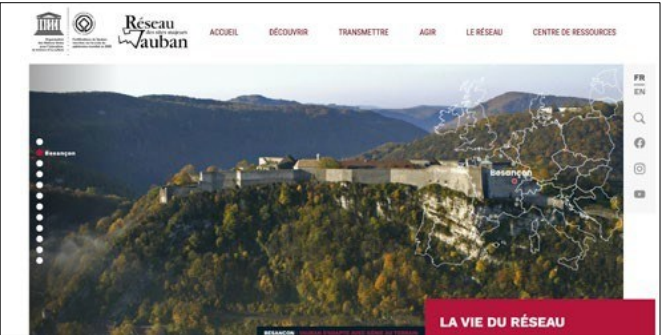 Réseau
des sites majeurs
Vauban
ACCUEIL
DÉCOUVRIR
TRANSMETTRE
AGIR
LE RÉSEAU
CENTRE DE RESSOURCES
FR
EN
Besançon
Besançon
BESANCON
LA VIE DU RÉSEAU